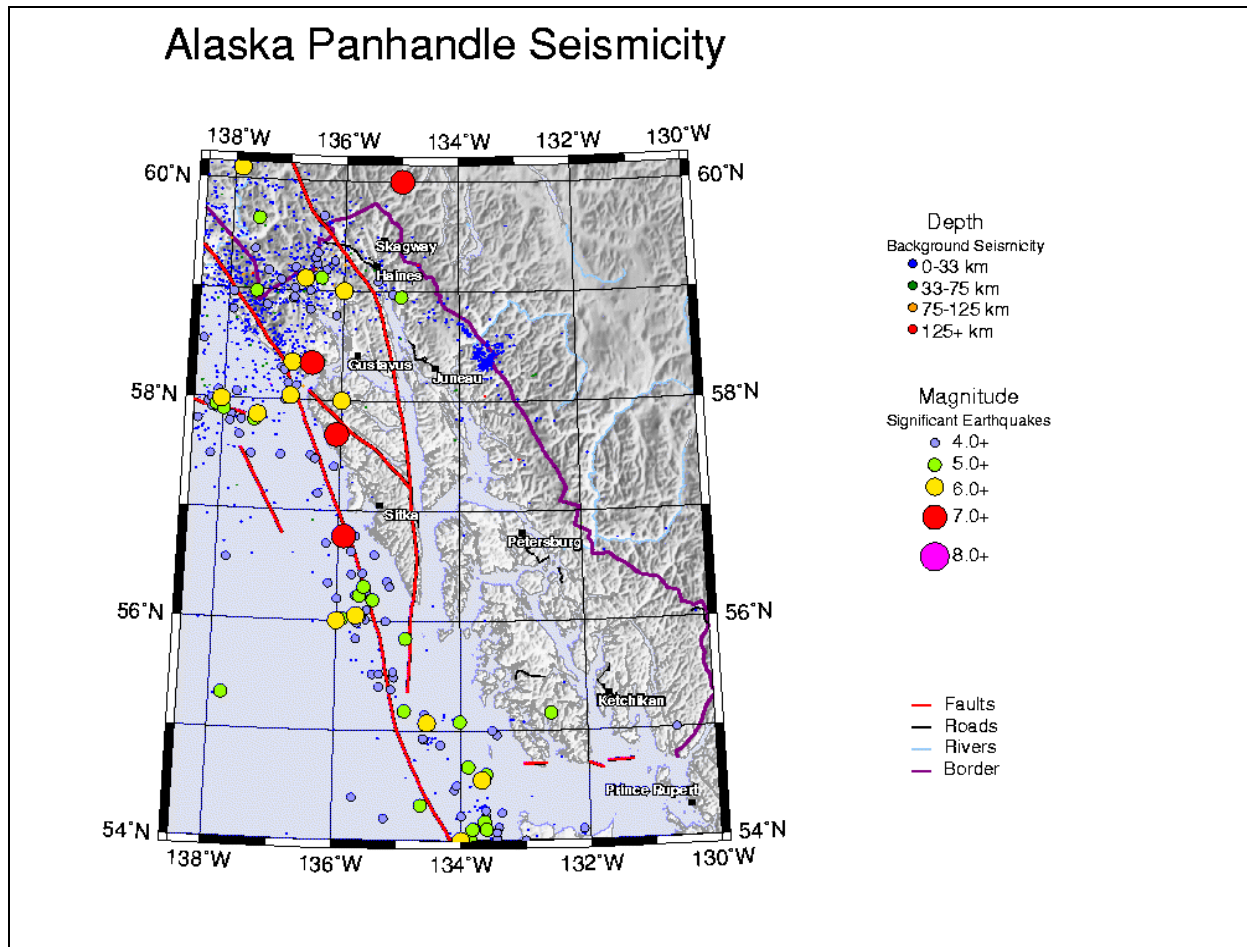 Alaska Panhandle Seismicity
138°W 136°W 134°W 132°W 130°W
60°N 60°N
Skagway
Haines
Gustavus
Juneau
58°N 58°N
Sitka
Petersburg
56°N 56°N
Ketchikan
Prince Rupert
54°N 54°N
138°W 136°W 134°W 132°W 130°W
Depth
Background Seismicity
0-33 km
33-75 km
75-125 km
125+ km
Magnitude
Significant Earthquakes
4.0+
5.0+
6.0+
7.0+
8.0+
Faults
Roads
Rivers
Border